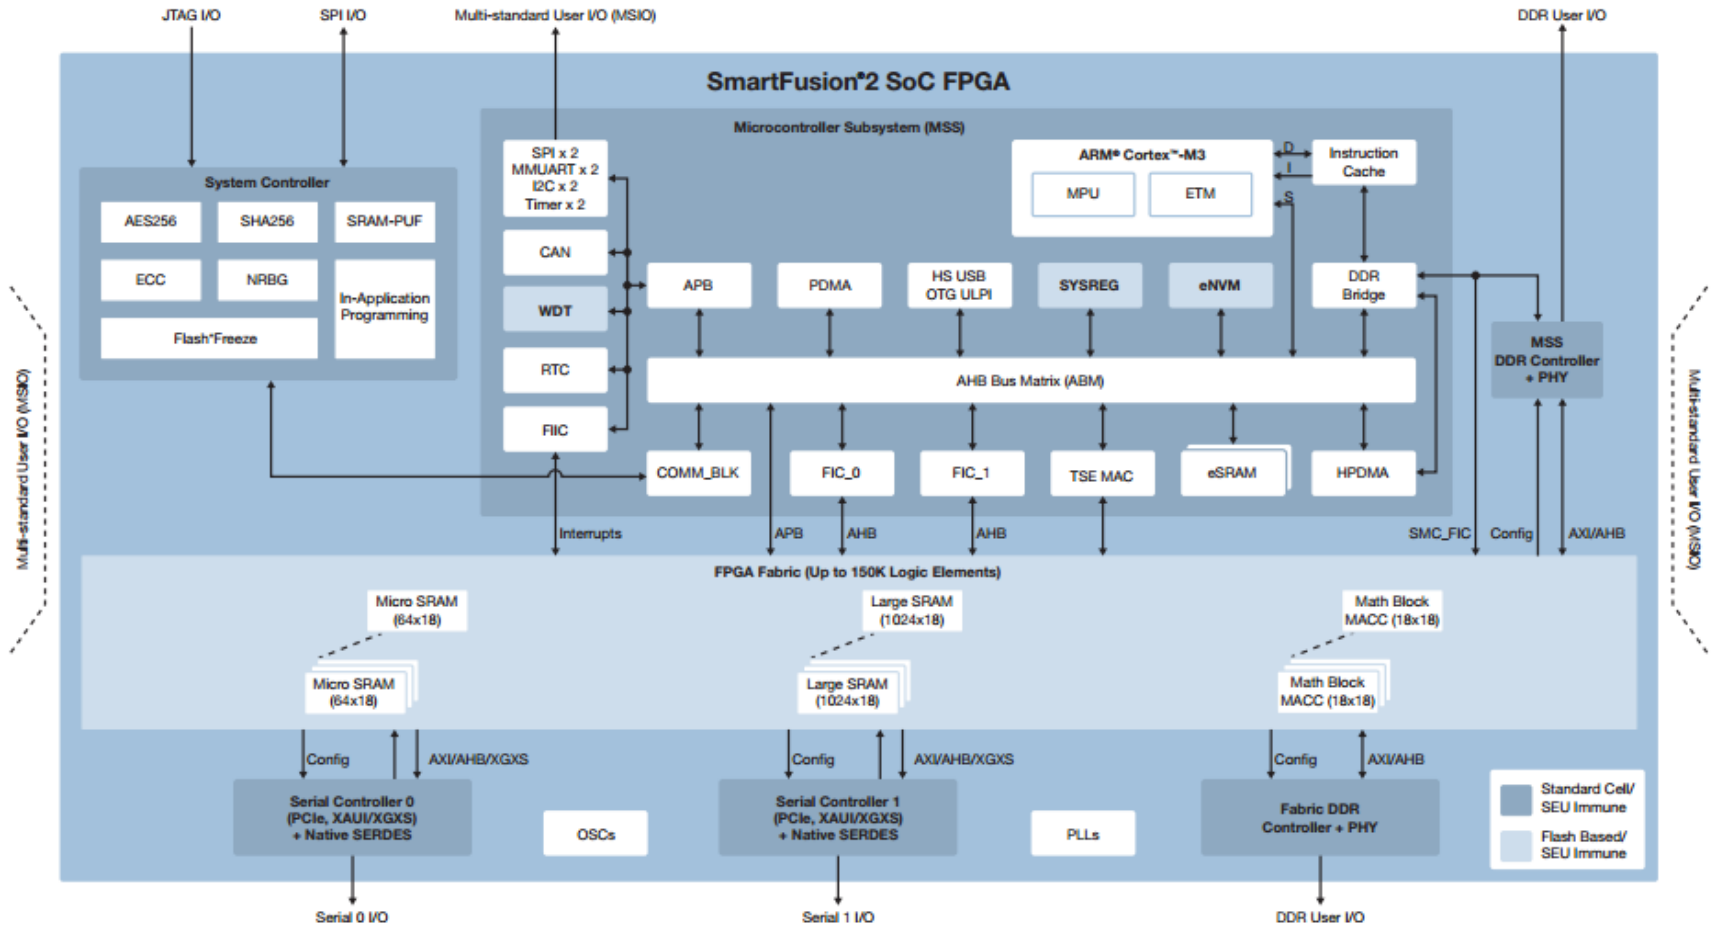 JTAG I/O
SPI I/O
Multi-standard User I/O (MSIO)
DDR User I/O
SmartFusion®2 SoC FPGA
Microcontroller Subsystem (MSS)
System Controller
AES256
SHA256
SRAM-PUF
ECC
NRBG
In-Application
Programming
Flash*Freeze
SPI x 2
MMUART x 2
I2C x 2
Timer x 2
CAN
WDT
RTC
FIIC
ARM® Cortex™-M3
MPU
ETM
D
I
S
Instruction
Cache
APB
PDMA
HS USB
OTG ULPI
SYSREG
eNVM
DDR
Bridge
MSS
DDR Controller
+ PHY
AHB Bus Matrix (ABM)
COMM_BLK
FIC_0
FIC_1
TSE MAC
eSRAM
HPDMA
Multi-standard User I/O (MSIO)
Multi-standard User I/O (MSIO)
Interrupts
APB
AHB
AHB
SMC_FIC
Config
AXI/AHB
FPGA Fabric (Up to 150K Logic Elements)
Micro SRAM
(64x18)
Large SRAM
(1024x18)
Math Block
MACC (18x18)
Micro SRAM
(64x18)
Large SRAM
(1024x18)
Math Block
MACC (18x18)
Config
AXI/AHB/XGXS
Config
AXI/AHB/XGXS
Config
AXI/AHB
Serial Controller 0
(PCIe, XAUI/XGXS)
+ Native SERDES
OSCs
Serial Controller 1
(PCIe, XAUI/XGXS)
+ Native SERDES
PLLs
Fabric DDR
Controller + PHY
Standard Cell/
SEU Immune
Flash Based/
SEU Immune
Serial 0 I/O
Serial 1 I/O
DDR User I/O